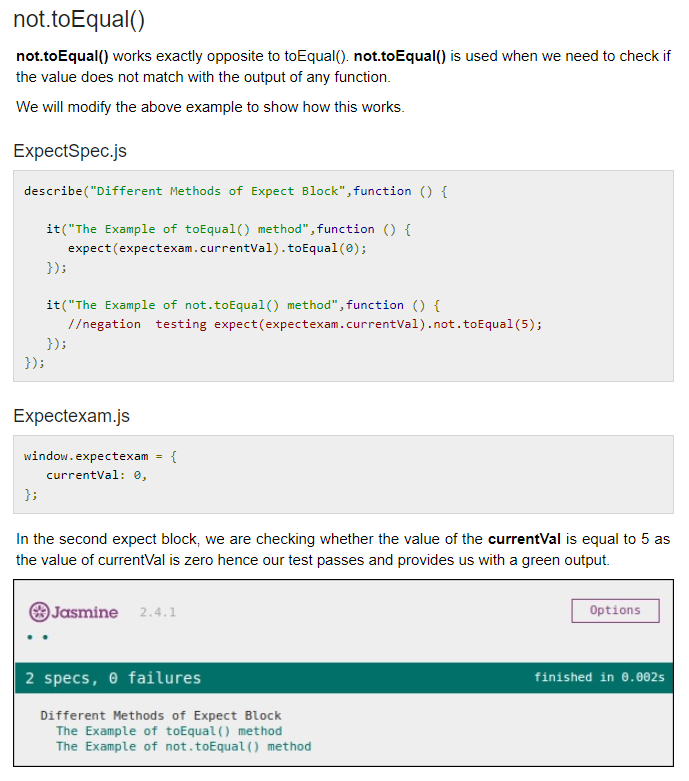 not.toEqual()
not.toEqual() works exactly opposite to toEqual(). not.toEqual() is used when we need to check if
the value does not match with the output of any function.
We will modify the above example to show how this works.
ExpectSpec.js
describe("Different Methods of Expect Block",function () {
it("The Example of toEqual() method",function () {
expect(expectexam.currentVal).toEqual(0);
});
it("The Example of not.toEqual() method",function () {
//negation  testing expect(expectexam.currentVal).not.toEqual(5);
});
});
Expectexam.js
window.expectexam = {
currentVal: 0,
};
In the second expect block, we are checking whether the value of the currentVal is equal to 5 as
the value of currentVal is zero hence our test passes and provides us with a green output.
Jasmine 2.4.1 Options
• •
2 specs, 0 failures finished in 0.002s
Different Methods of Expect Block
The Example of toEqual() method
The Example of not.toEqual() method